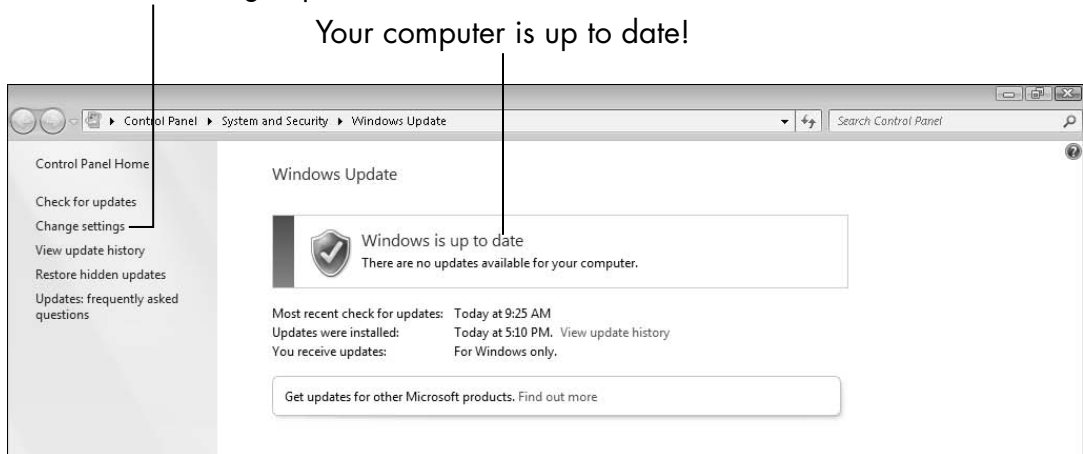 Your computer is up to date!
Control Panel ▸ System and Security ▸ Windows Update
Search Control Panel
Control Panel Home
Check for updates
Change settings
View update history
Restore hidden updates
Updates: frequently asked
questions
Windows Update
Windows is up to date
There are no updates available for your computer.
Most recent check for updates: Today at 9:25 AM
Updates were installed: Today at 5:10 PM. View update history
You receive updates: For Windows only.
Get updates for other Microsoft products. Find out more